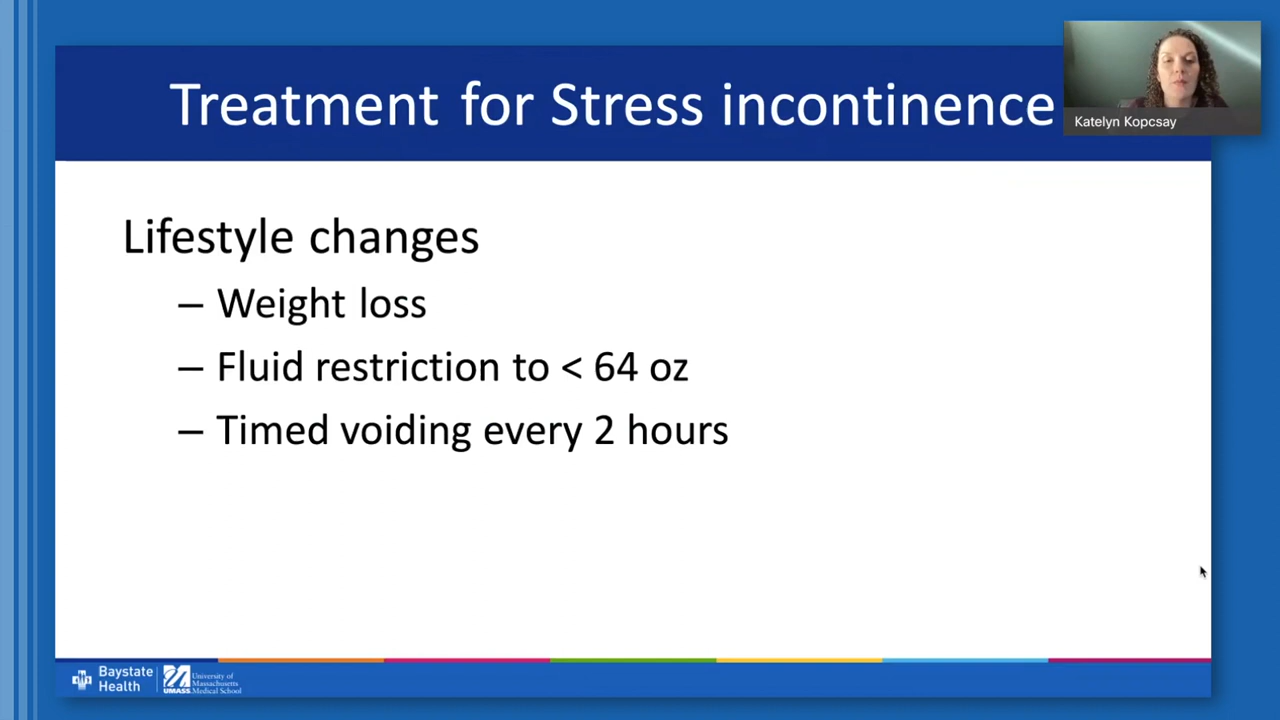 Treatment for Stress incontinence
Katelyn Kopcsay
Lifestyle changes
– Weight loss
– Fluid restriction to < 64 oz
– Timed voiding every 2 hours
Baystate
Health
University of
Massachusetts
UMASS Medical School